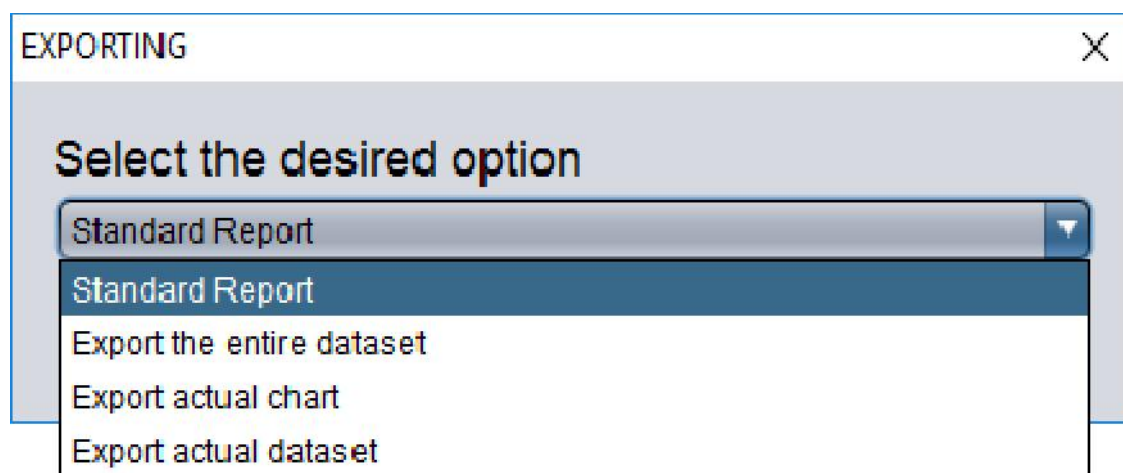 EXPORTING
Select the desired option
Standard Report
Standard Report
Export the entire dataset
Export actual chart
Export actual dataset